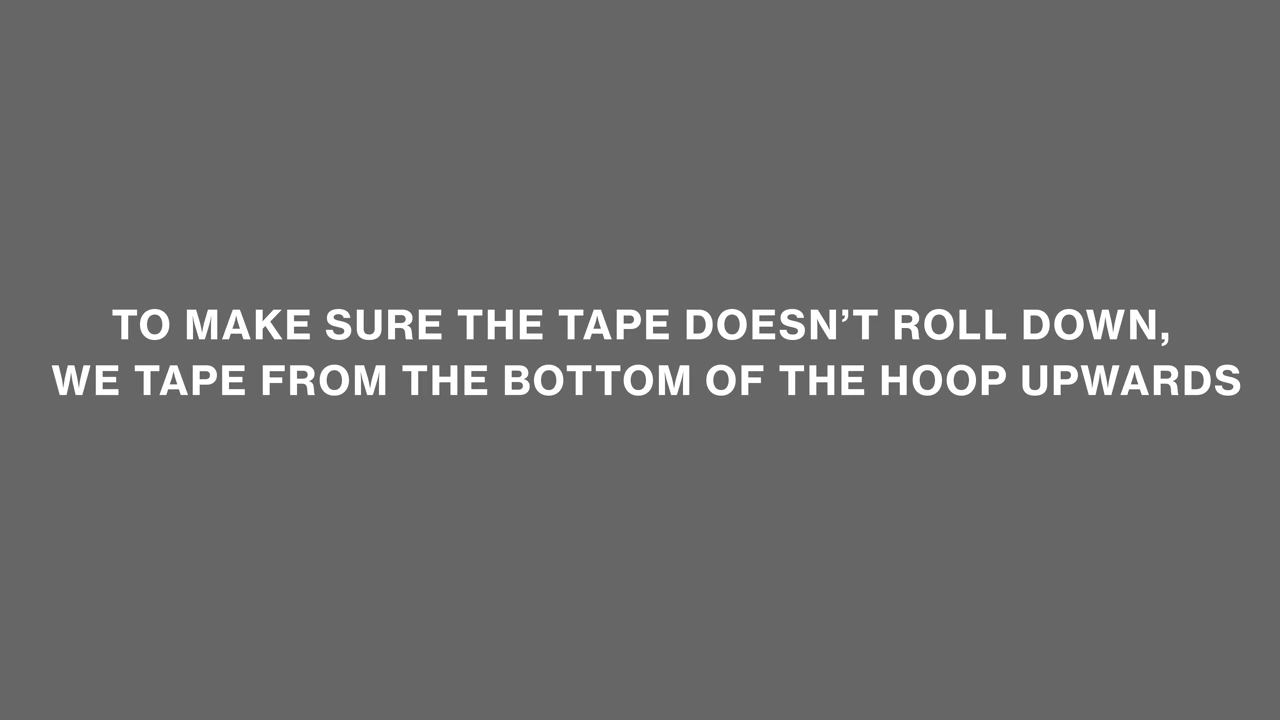 TO MAKE SURE THE TAPE DOESN’T ROLL DOWN,
WE TAPE FROM THE BOTTOM OF THE HOOP UPWARDS